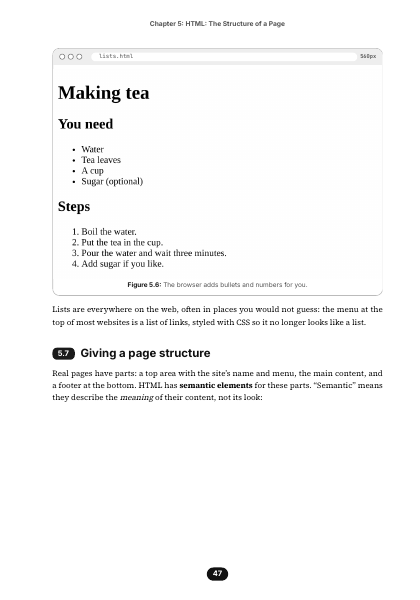 Chapter 5: HTML: The Structure of a Page
lists.html
560px
Making tea
You need
• Water
• Tea leaves
• A cup
• Sugar (optional)
Steps
1. Boil the water.
2. Put the tea in the cup.
3. Pour the water and wait three minutes.
4. Add sugar if you like.
Figure 5.6: The browser adds bullets and numbers for you.
Lists are everywhere on the web, often in places you would not guess: the menu at the
top of most websites is a list of links, styled with CSS so it no longer looks like a list.
5.7 Giving a page structure
Real pages have parts: a top area with the site's name and menu, the main content, and
a footer at the bottom. HTML has semantic elements for these parts. “Semantic” means
they describe the meaning of their content, not its look:
47